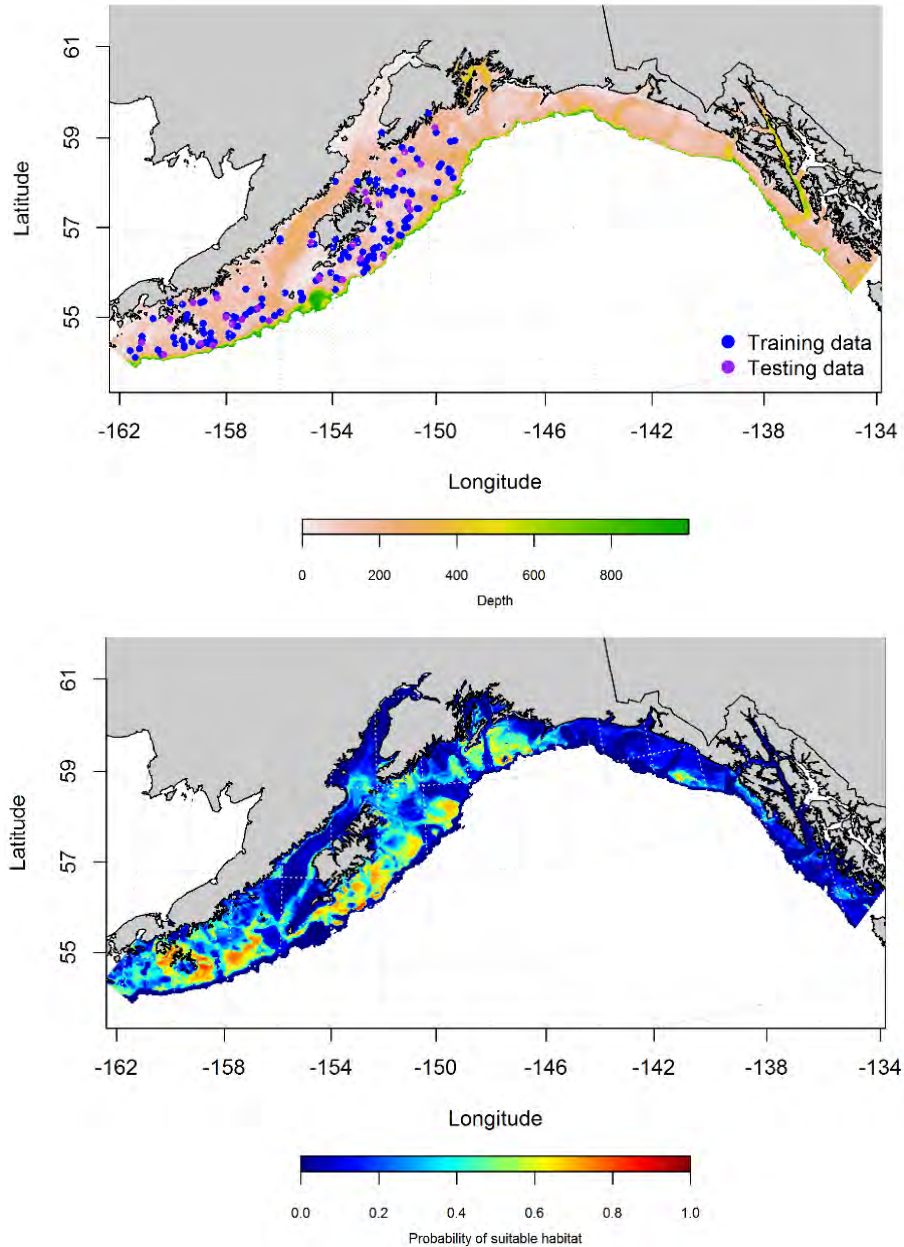 61
59
57
55
Latitude
Training data
Testing data
-162 -158 -154 -150 -146 -142 -138 -134
Longitude
0 200 400 600 800
Depth
61
59
57
55
Latitude
-162 -158 -154 -150 -146 -142 -138 -134
Longitude
0.0 0.2 0.4 0.6 0.8 1.0
Probability of suitable habitat